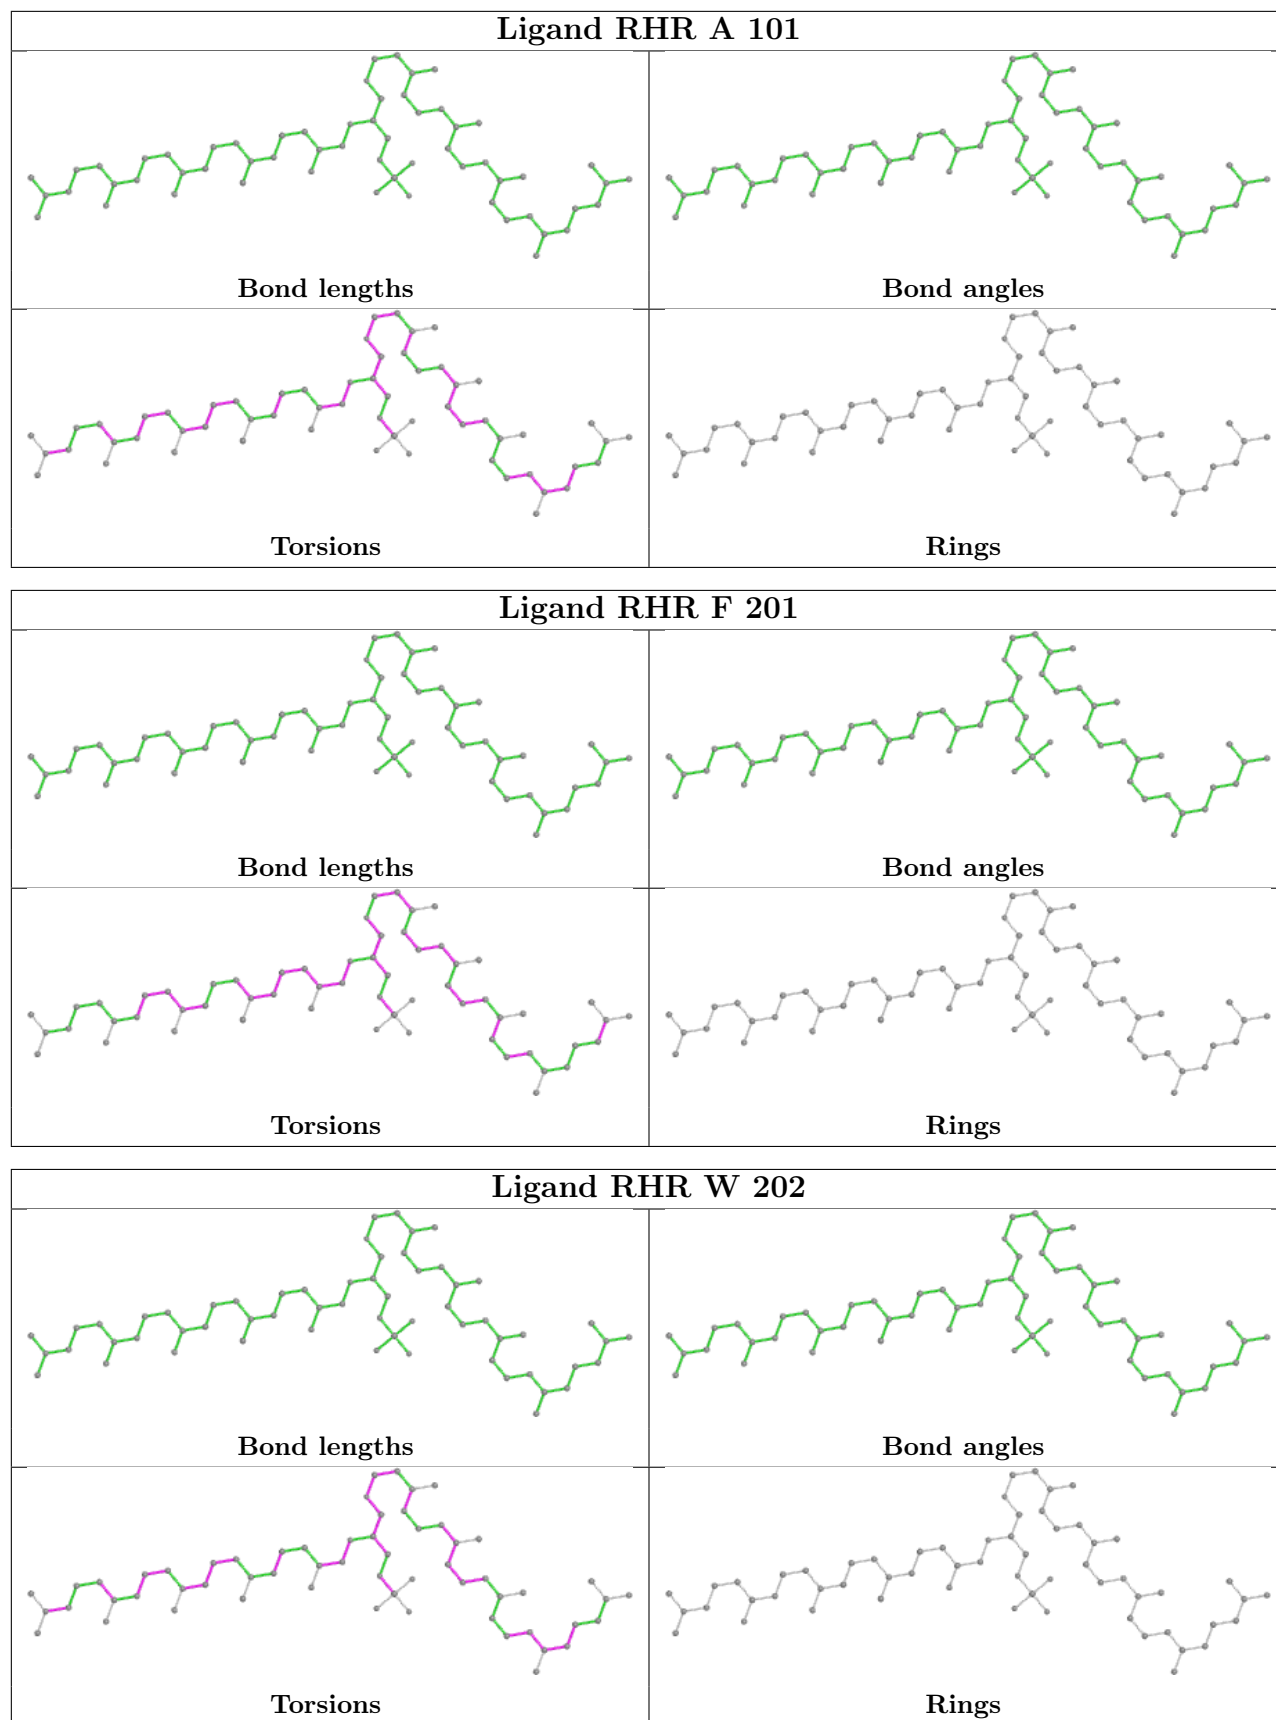 Ligand RHR A 101
Bond lengths
Bond angles
Torsions
Rings
Ligand RHR F 201
Bond lengths
Bond angles
Torsions
Rings
Ligand RHR W 202
Bond lengths
Bond angles
Torsions
Rings